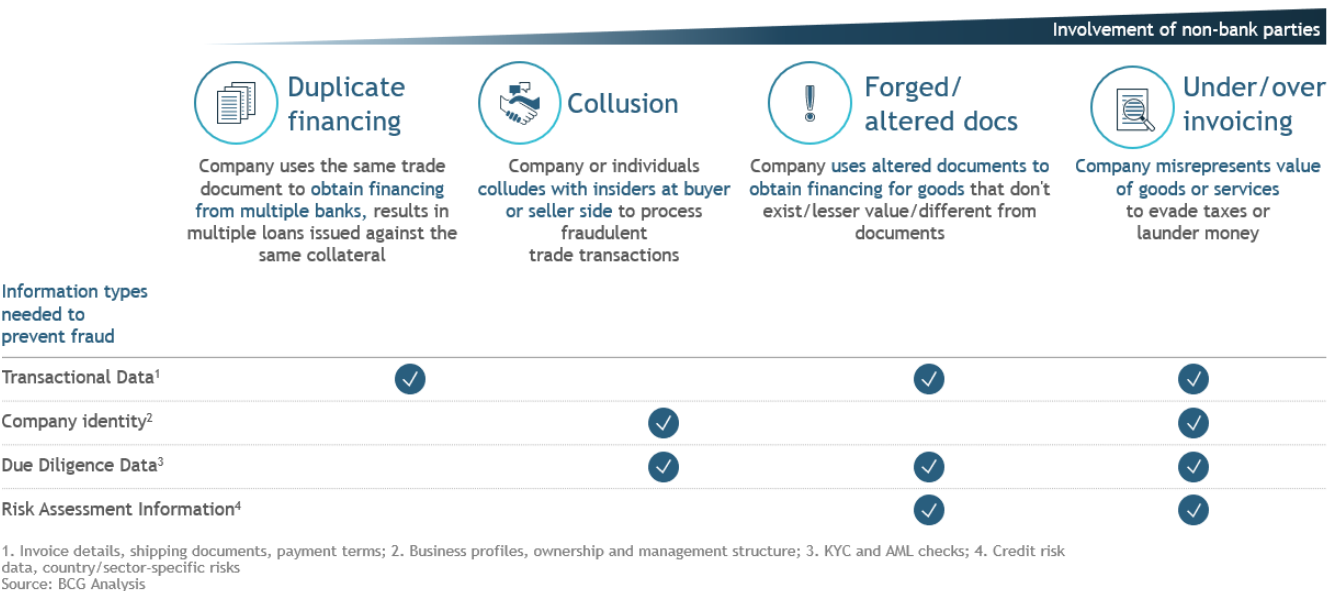 Involvement of non-bank parties
Duplicate
financing
Company uses the same trade
document to obtain financing
from multiple banks, results in
multiple loans issued against the
same collateral
Collusion
Company or individuals
colludes with insiders at buyer
or seller side to process
fraudulent
trade transactions
Forged/
altered docs
Company uses altered documents to
obtain financing for goods that don't
exist/lesser value/different from
documents
Under/over
invoicing
Company misrepresents value
of goods or services
to evade taxes or
launder money
Information types
needed to
prevent fraud
Transactional Data1
Company identity2
Due Diligence Data3
Risk Assessment Information4
1. Invoice details, shipping documents, payment terms; 2. Business profiles, ownership and management structure; 3. KYC and AML checks; 4. Credit risk
data, country/sector-specific risks
Source: BCG Analysis